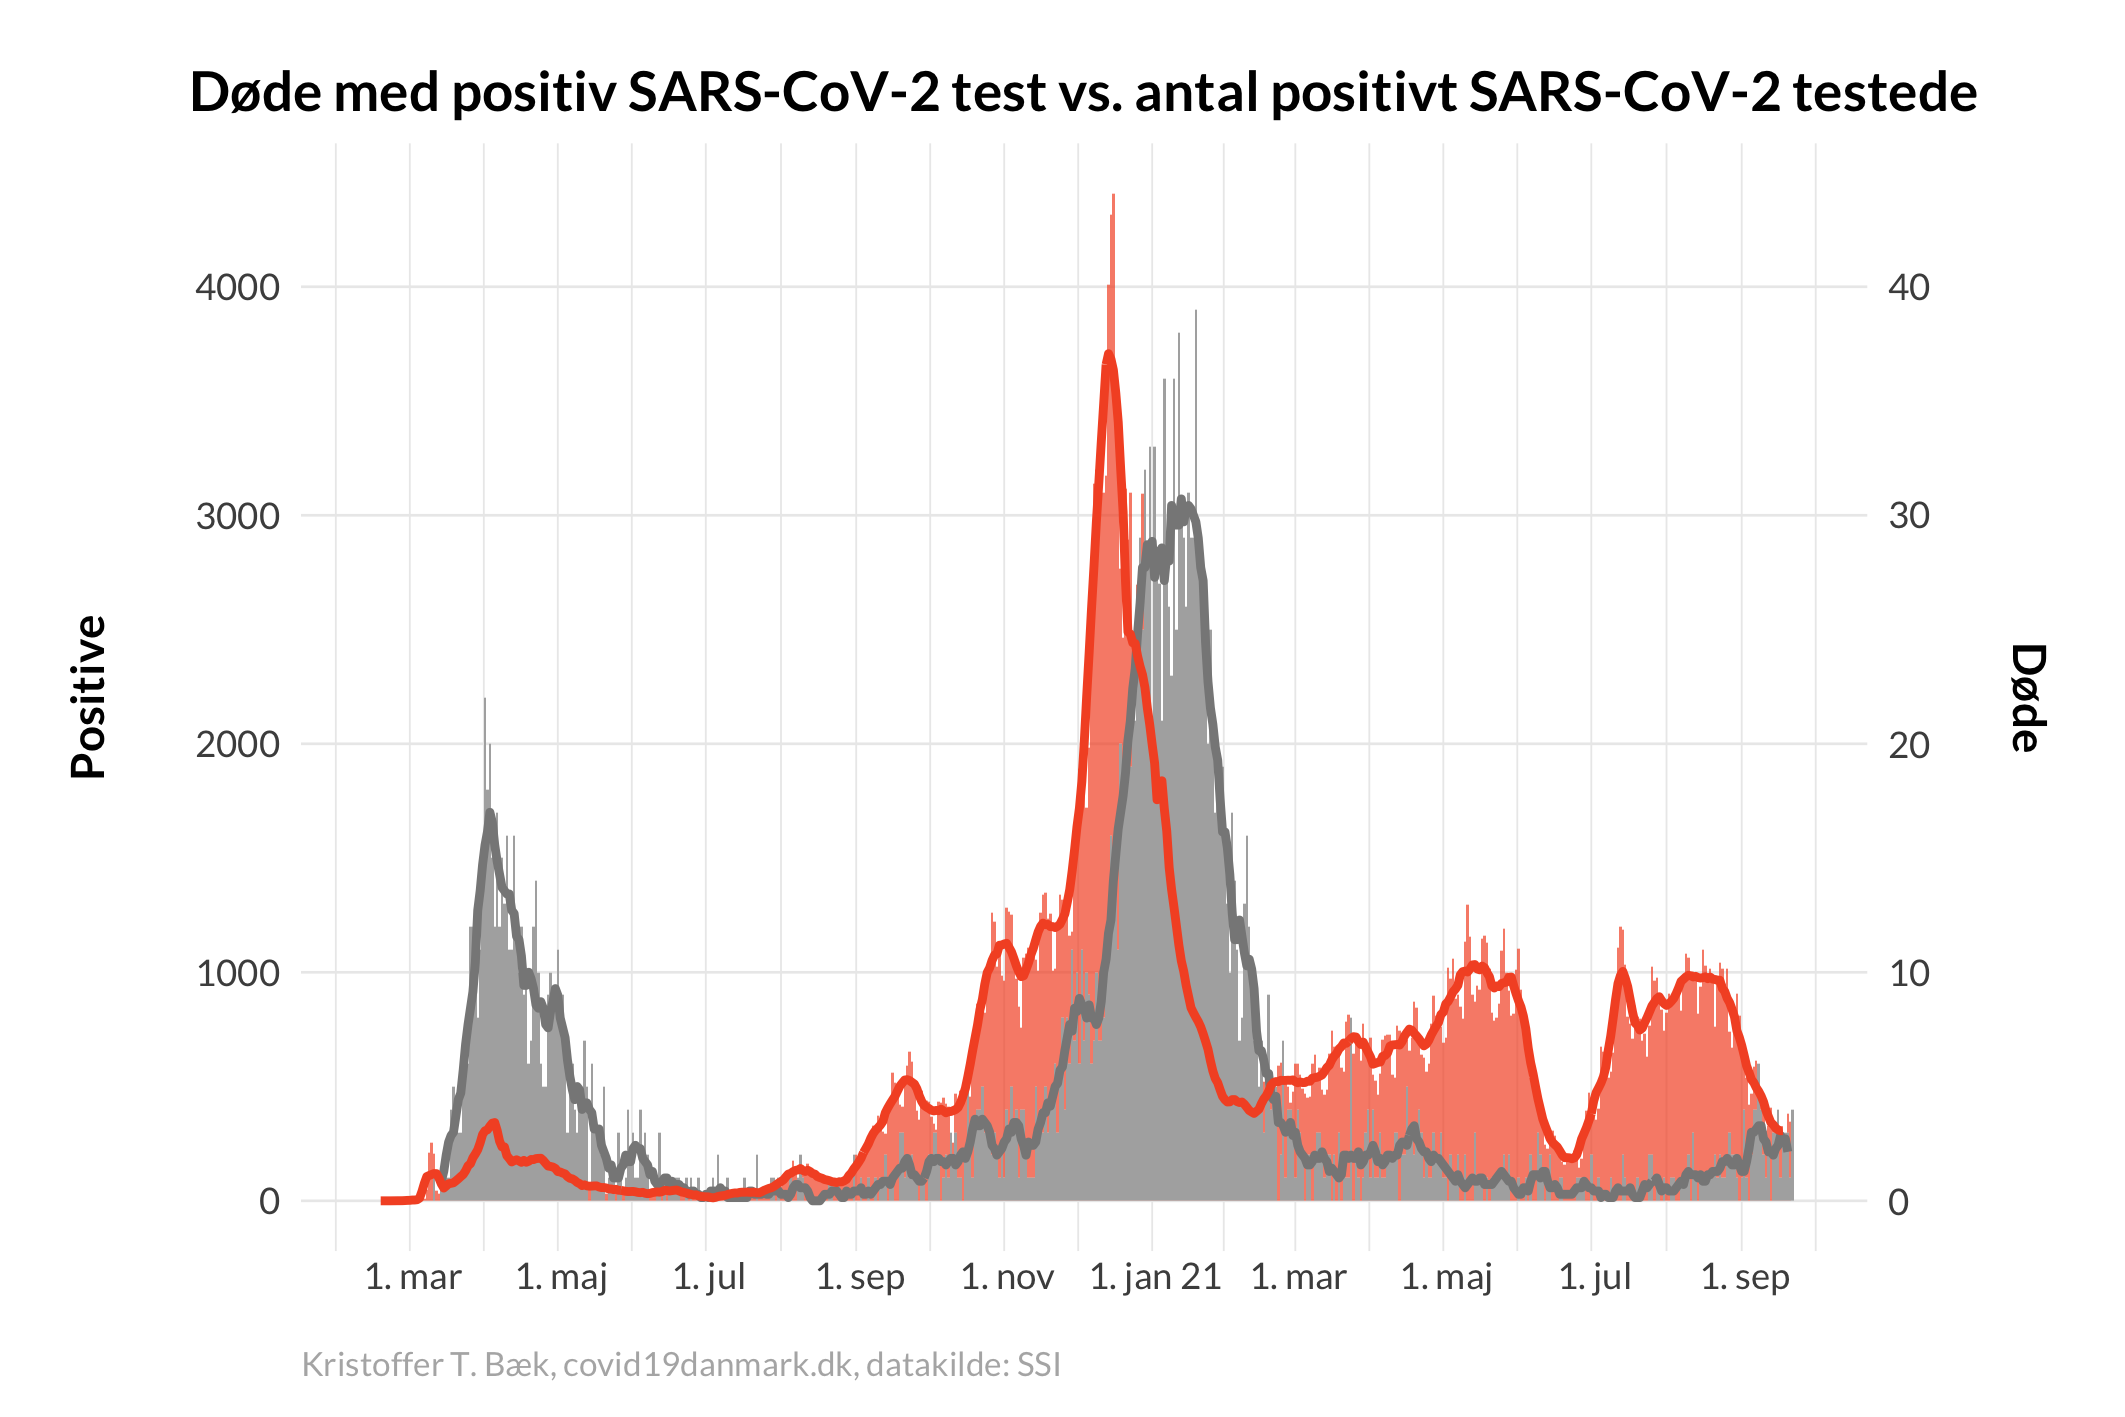 Døde med positiv SARS-CoV-2 test vs. antal positivt SARS-CoV-2 testede
Positive
4000
3000
2000
1000
0
40
30
20
10
0
Døde
1. mar 1. maj 1. jul 1. sep 1. nov 1. jan 21 1. mar 1. maj 1. jul 1. sep
Kristoffer T. Bæk, covid19danmark.dk, datakilde: SSI